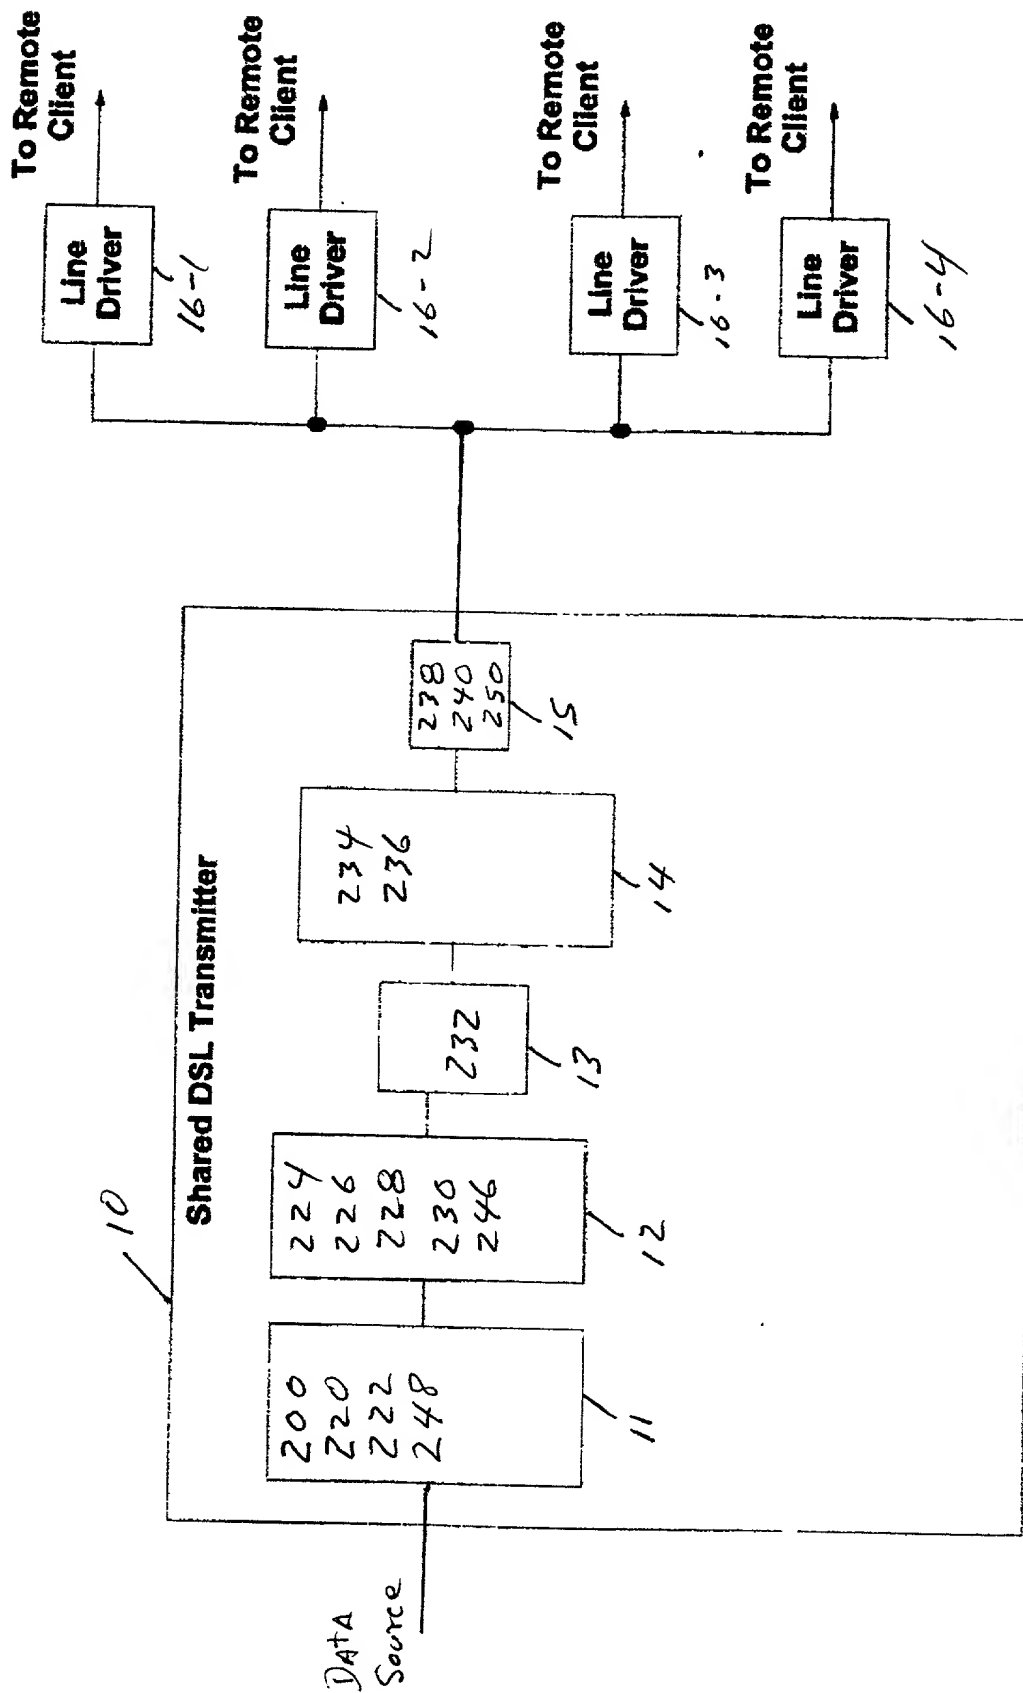 10
Shared DSL Transmitter
DATA
Source
200
220
222
248
11
224
226
228
230
246
12
232
13
234
236
14
238
240
250
15
Line
Driver
16-1
To Remote
Client
Line
Driver
16-2
To Remote
Client
Line
Driver
16-3
To Remote
Client
Line
Driver
16-4
To Remote
Client